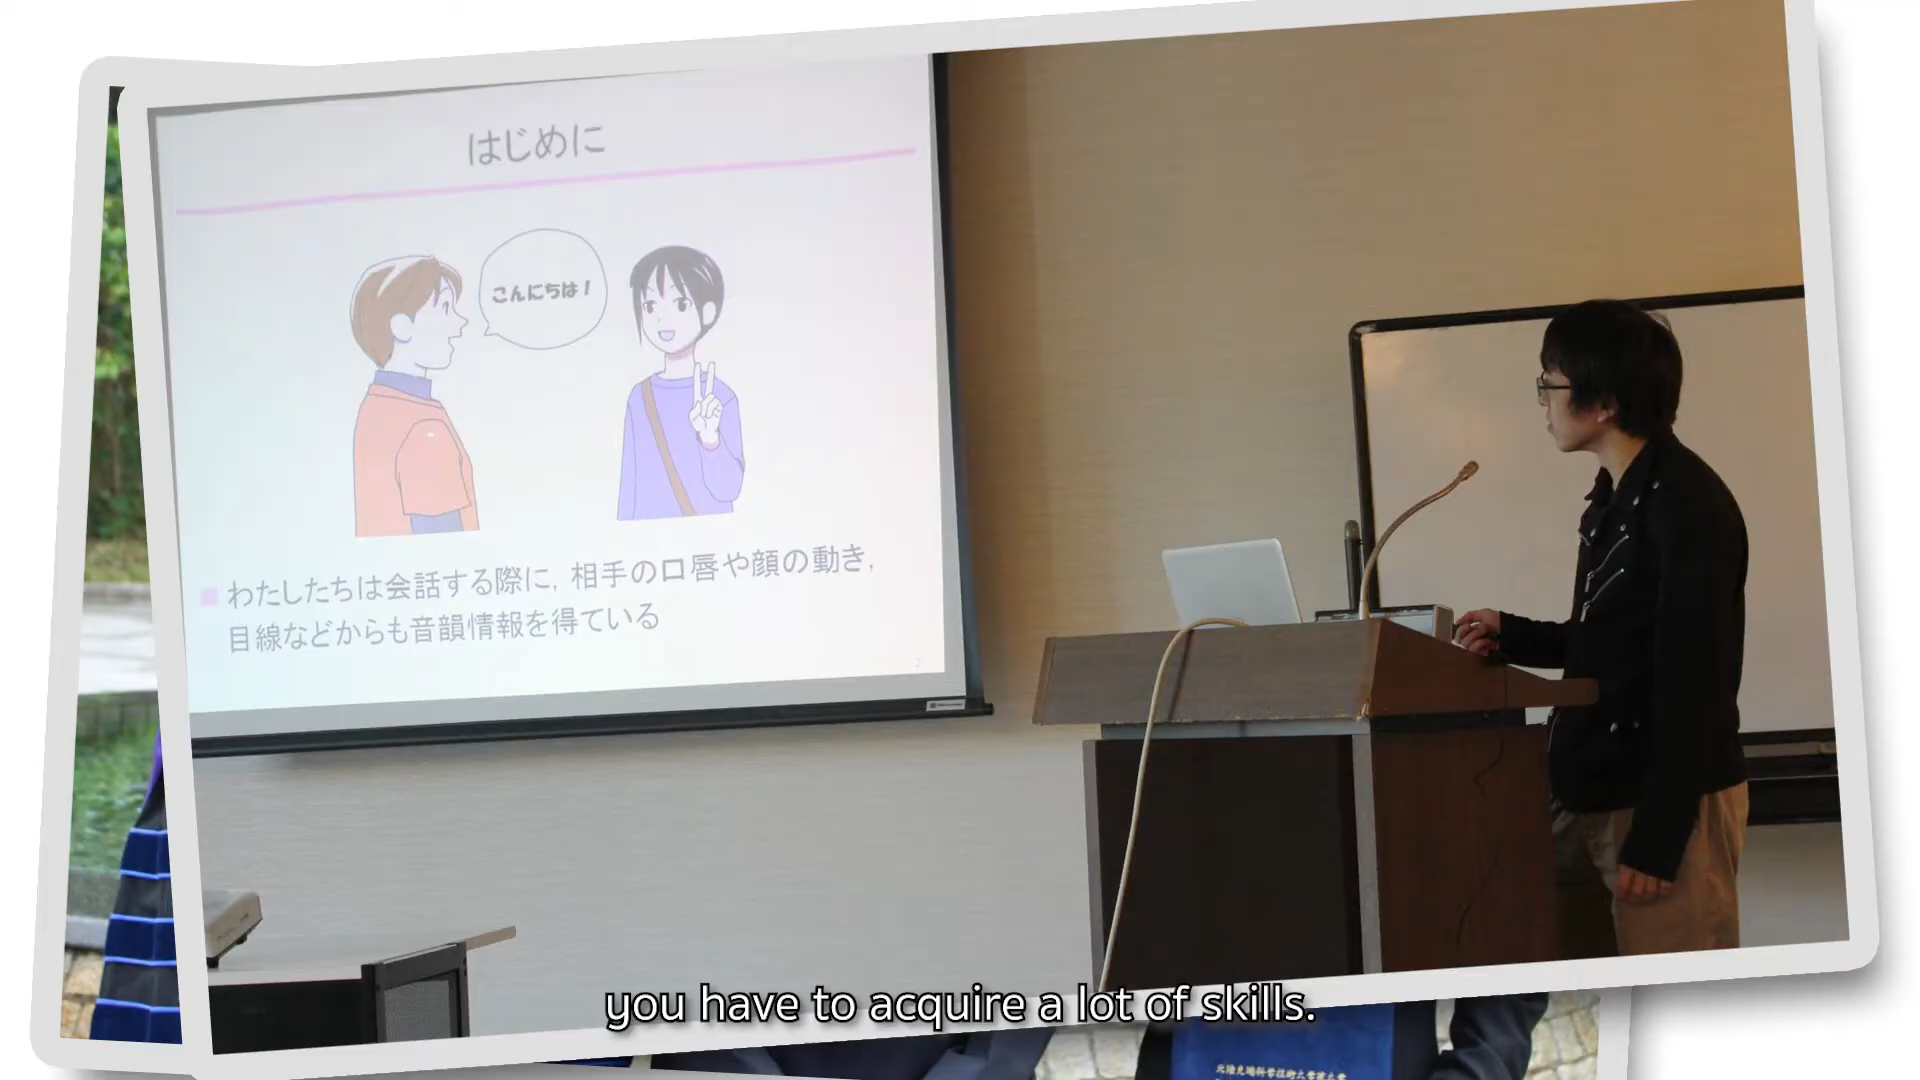 はじめに
こんにちは！
わたしたちは会話する際に，相手の口唇や顔の動き，
目線などからも音韻情報を得ている
2
you have to acquire a lot of skills.